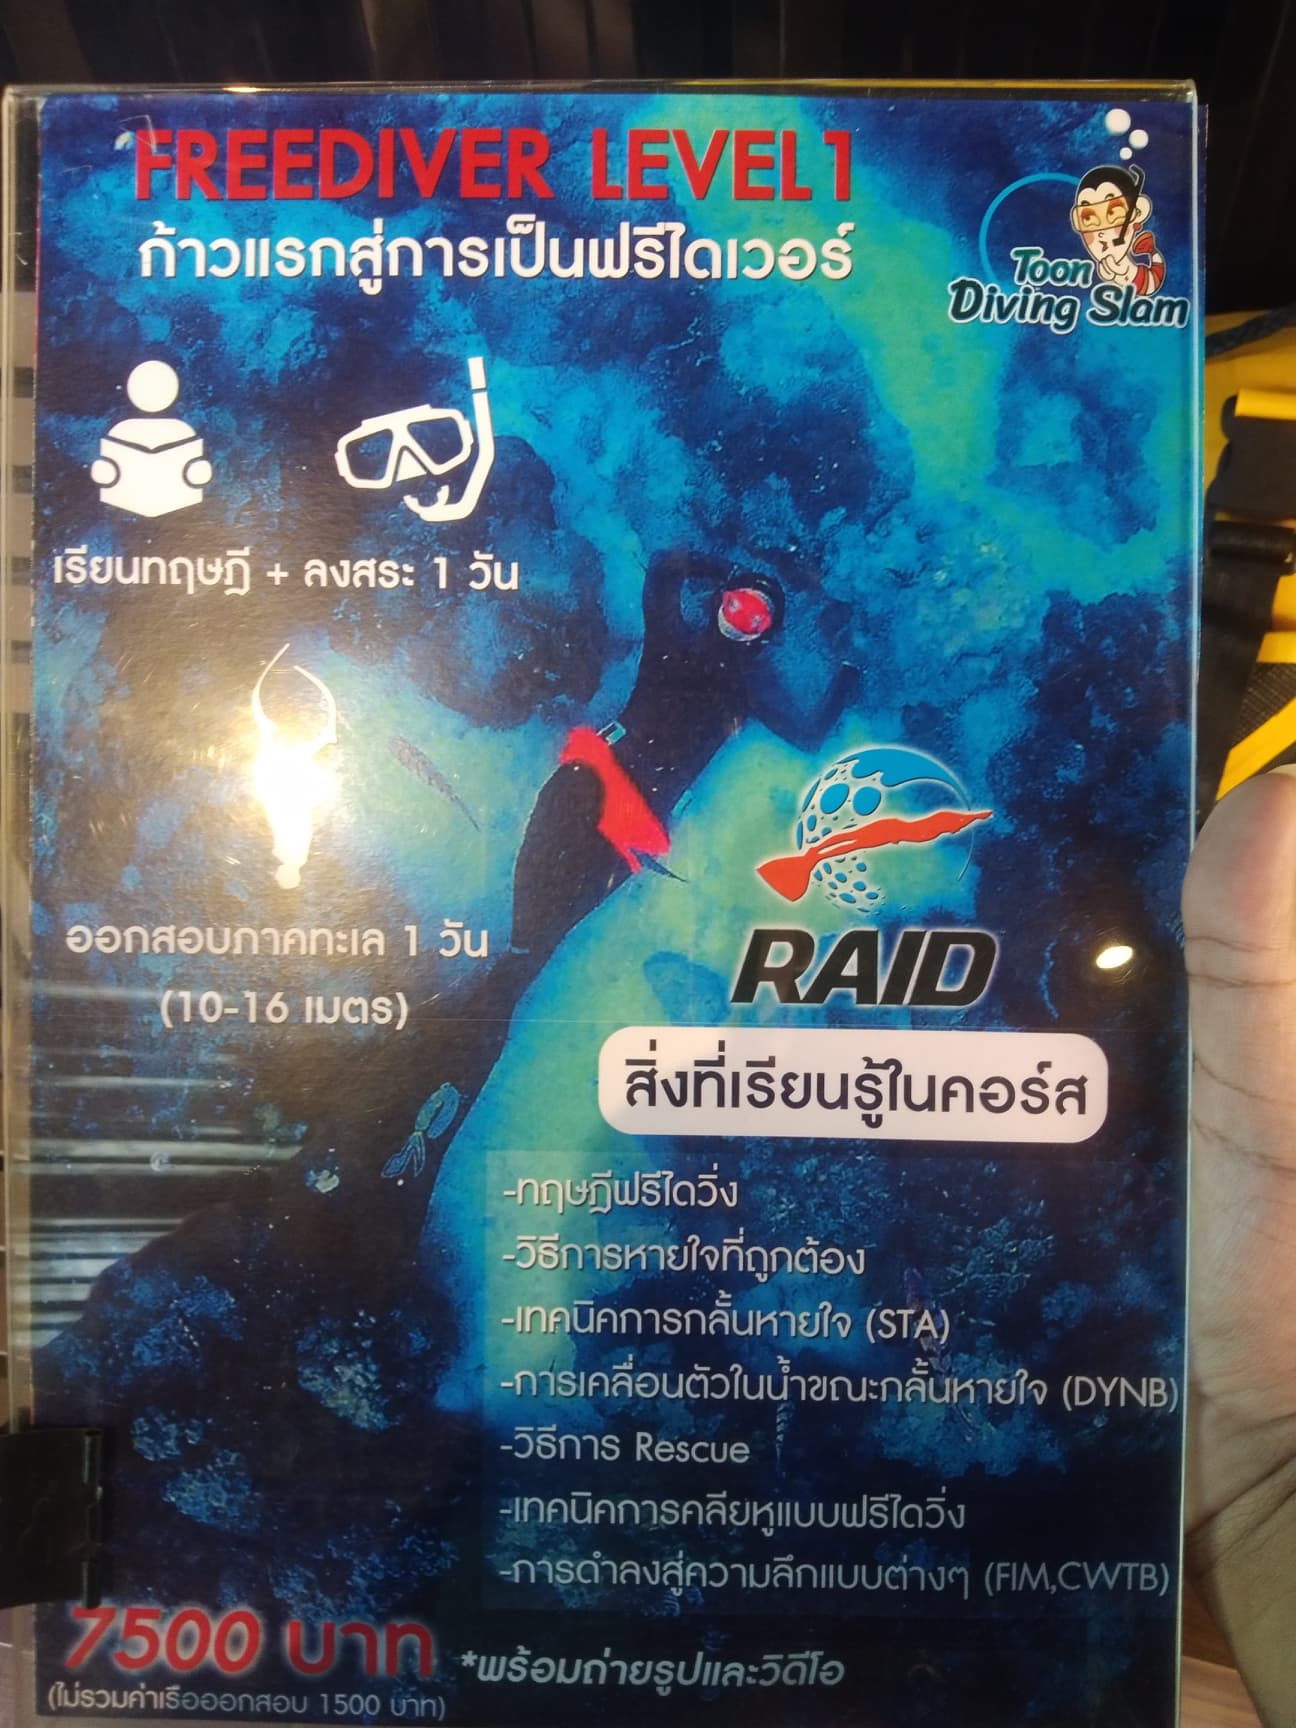 FREEDIVER LEVEL1
ก้าวแรกสู่การเป็นฟรีไดเวอร์
Toon
Diving Slam
เรียนทฤษฎี + ลงสระ 1 วัน
ออกสอบภาคทะเล 1 วัน
(10-16 เมตร)
RAID
สิ่งที่เรียนรู้ในคอร์ส
-ทฤษฎีฟรีไดวิ่ง
-วิธีการหายใจที่ถูกต้อง
-เทคนิคการกลั้นหายใจ (STA)
-การเคลื่อนตัวในน้ำขณะกลั้นหายใจ (DYNB)
-วิธีการ Rescue
-เทคนิคการคลียหูแบบฟรีไดวิ่ง
-การดำลงสู่ความลึกแบบต่างๆ (FIM,CWTB)
7500 บาท *พร้อมถ่ายรูปและวิดีโอ
(ไม่รวมค่าเรือออกสอบ 1500 บาท)